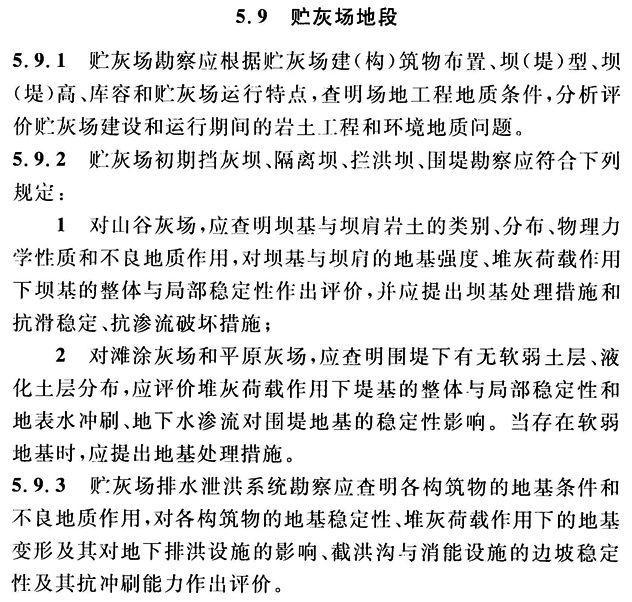 5.9 贮灰场地段
5.9.1 贮灰场勘察应根据贮灰场建(构)筑物布置、坝(堤)型、坝
(堤)高、库容和贮灰场运行特点,查明场地工程地质条件,分析评
价贮灰场建设和运行期间的岩土工程和环境地质问题。
5.9.2 贮灰场初期挡灰坝、隔离坝、拦洪坝、围堤勘察应符合下列
规定:
1 对山谷灰场,应查明坝基与坝肩岩土的类别、分布、物理力
学性质和不良地质作用,对坝基与坝肩的地基强度、堆灰荷载作用
下坝基的整体与局部稳定性作出评价,并应提出坝基处理措施和
抗滑稳定、抗渗流破坏措施;
2 对滩涂灰场和平原灰场,应查明围堤下有无软弱土层、液
化土层分布,应评价堆灰荷载作用下堤基的整体与局部稳定性和
地表水冲刷、地下水渗流对围堤地基的稳定性影响。当存在软弱
地基时,应提出地基处理措施。
5.9.3 贮灰场排水泄洪系统勘察应查明各构筑物的地基条件和
不良地质作用,对各构筑物的地基稳定性、堆灰荷载作用下的地基
变形及其对地下排洪设施的影响、截洪沟与消能设施的边坡稳定
性及其抗冲刷能力作出评价。